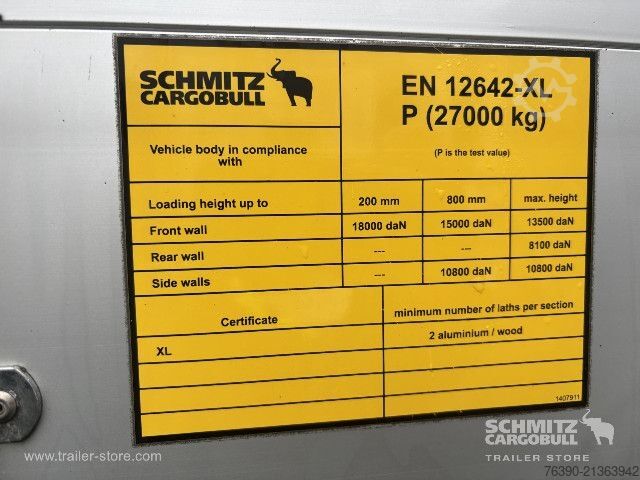 SCHMITZ
CARGOBULL
EN 12642-XL
P (27000 kg)
Vehicle body in compliance
with
(P is the test value)
Loading height up to 200 mm 800 mm max. height
Front wall 18000 daN 15000 daN 13500 daN
Rear wall --- --- 8100 daN
Side walls --- 10800 daN 10800 daN
Certificate minimum number of laths per section
XL 2 aluminium / wood
1407911
SCHMITZ
CARGOBULL
TRAILER STORE
www.trailer-store.com
76390-21363942